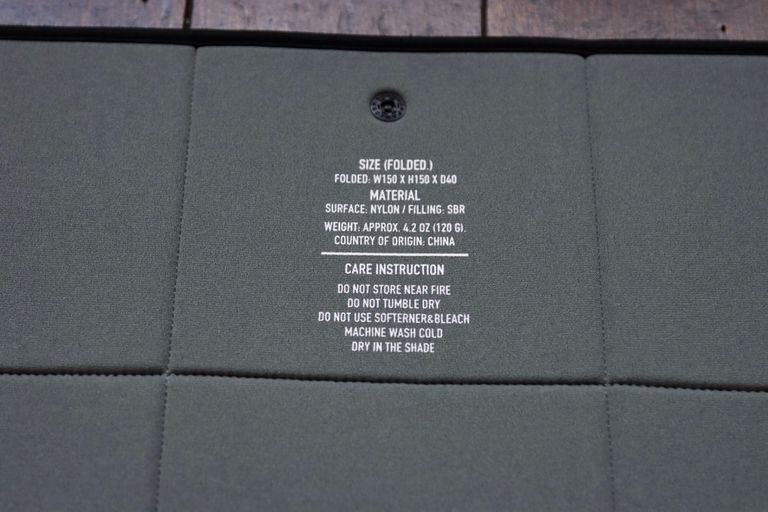 SIZE (FOLDED.)
FOLDED: W150 X H150 X D40
MATERIAL
SURFACE: NYLON / FILLING: SBR
WEIGHT: APPROX. 4.2 OZ (120 G).
COUNTRY OF ORIGIN: CHINA
CARE INSTRUCTION
DO NOT STORE NEAR FIRE
DO NOT TUMBLE DRY
DO NOT USE SOFTERNER&BLEACH
MACHINE WASH COLD
DRY IN THE SHADE